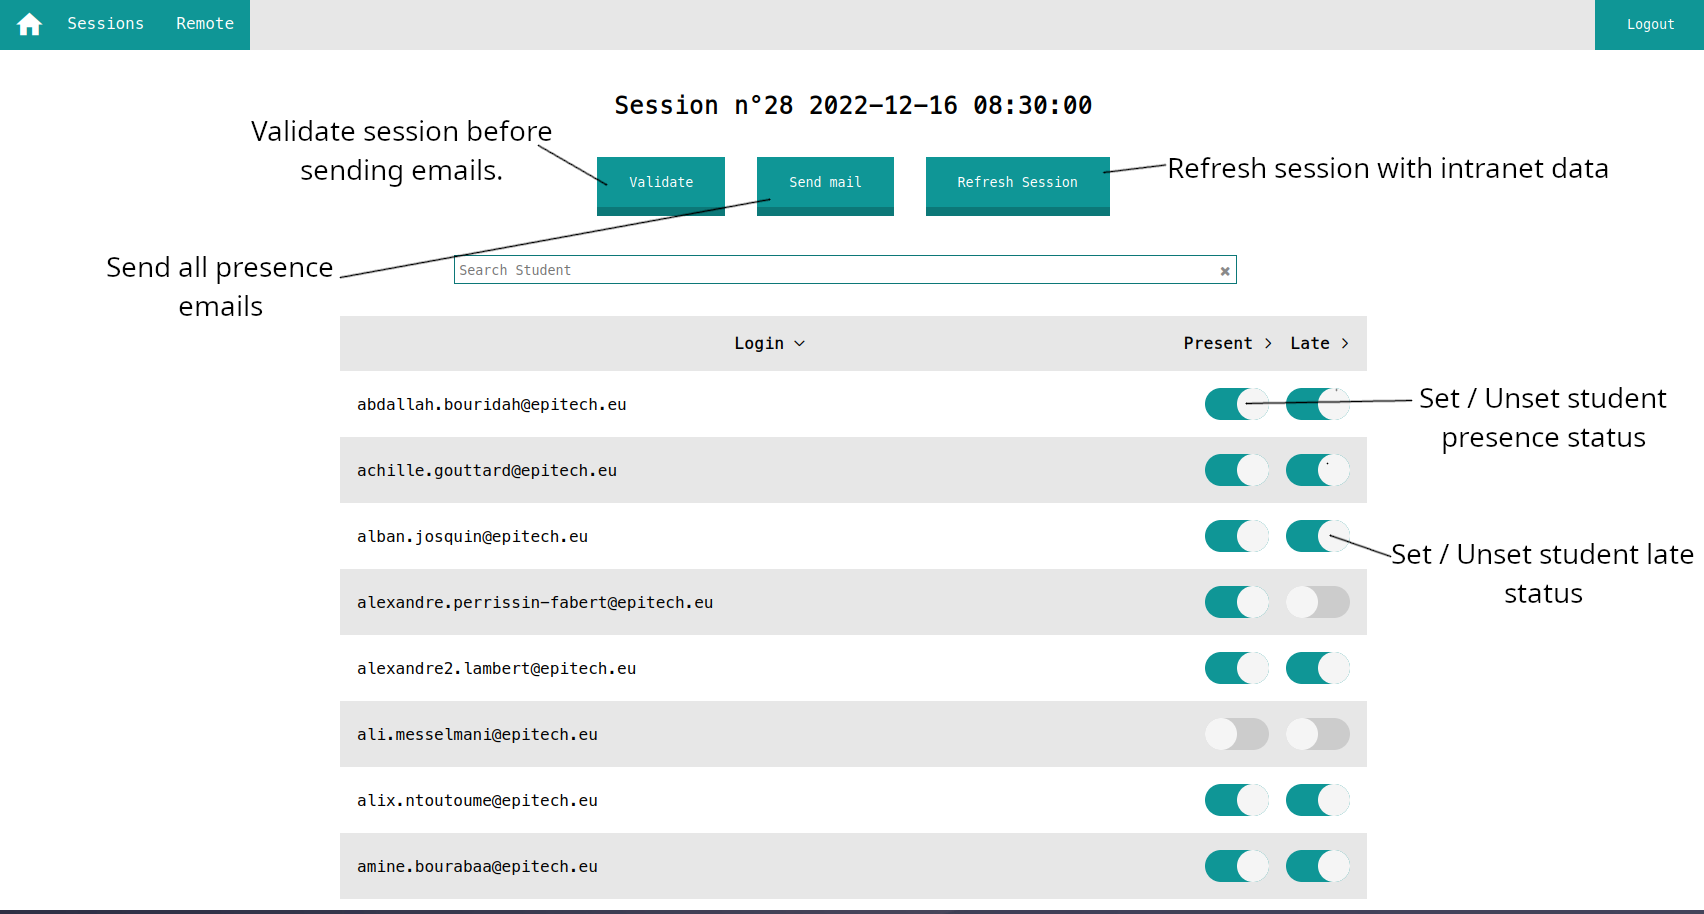 Sessions Remote Logout
Session n°28 2022-12-16 08:30:00
Validate session before
sending emails.
Validate Send mail Refresh Session
Refresh session with intranet data
Send all presence
emails
Search Student
Login Present Late
abdallah.bouridah@epitech.eu
Set / Unset student
presence status
achille.gouttard@epitech.eu
alban.josquin@epitech.eu
Set / Unset student late
status
alexandre.perrissin-fabert@epitech.eu
alexandre2.lambert@epitech.eu
ali.messelmani@epitech.eu
alix.ntoutoume@epitech.eu
amine.bourabaa@epitech.eu